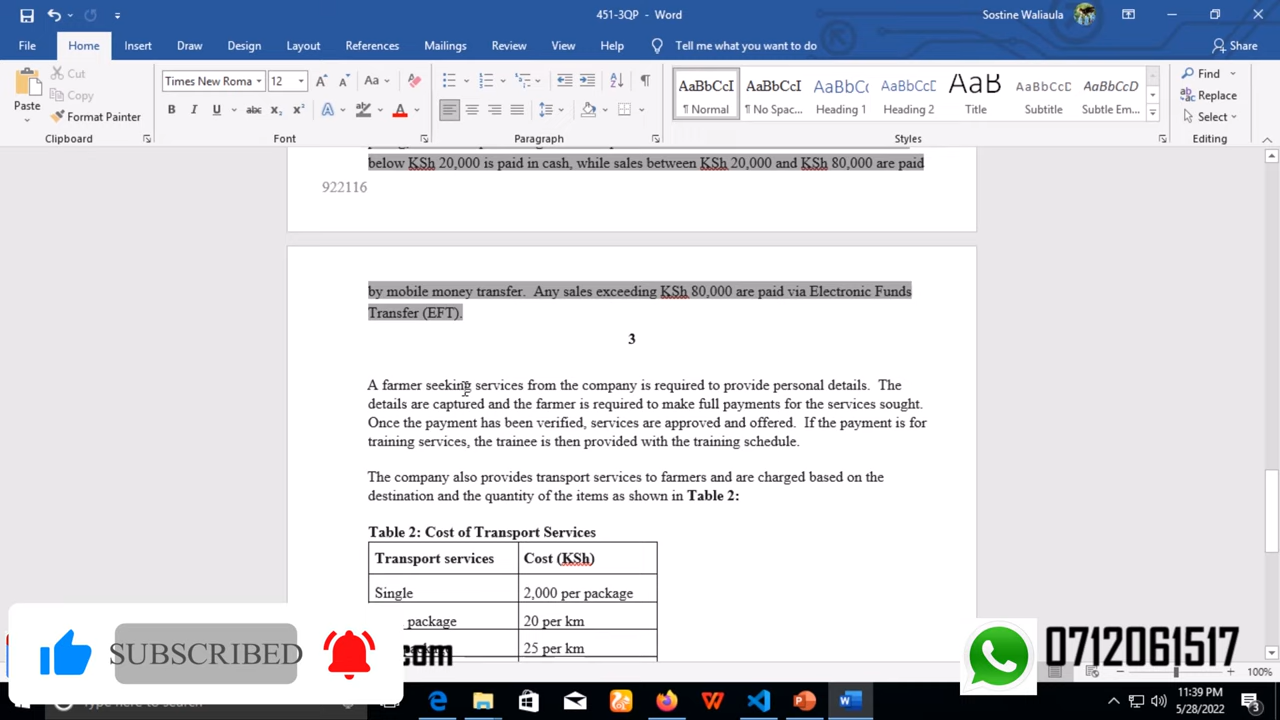 451-3QP - Word
Sostine Waliaula
File Home Insert Draw Design Layout References Mailings Review View Help Tell me what you want to do Share
Paste
Cut
Copy
Format Painter
Clipboard
Times New Roma 12
Font
Paragraph
AaBbCcI AaBbCcI AaBbCc AaBbCcC AaB AaBbCcC AaBbCcC
¶ Normal ¶ No Spac... Heading 1 Heading 2 Title Subtitle Subtle Em...
Styles
Find
Replace
Select
Editing
below KSh 20,000 is paid in cash, while sales between KSh 20,000 and KSh 80,000 are paid
922116
by mobile money transfer. Any sales exceeding KSh 80,000 are paid via Electronic Funds
Transfer (EFT).
3
A farmer seeking services from the company is required to provide personal details. The
details are captured and the farmer is required to make full payments for the services sought.
Once the payment has been verified, services are approved and offered. If the payment is for
training services, the trainee is then provided with the training schedule.
The company also provides transport services to farmers and are charged based on the
destination and the quantity of the items as shown in Table 2:
Table 2: Cost of Transport Services
Transport services Cost (KSh)
Single 2,000 per package
package 20 per km
25 per km
SUBSCRIBED
com
0712061517
100%
11:39 PM
5/28/2022